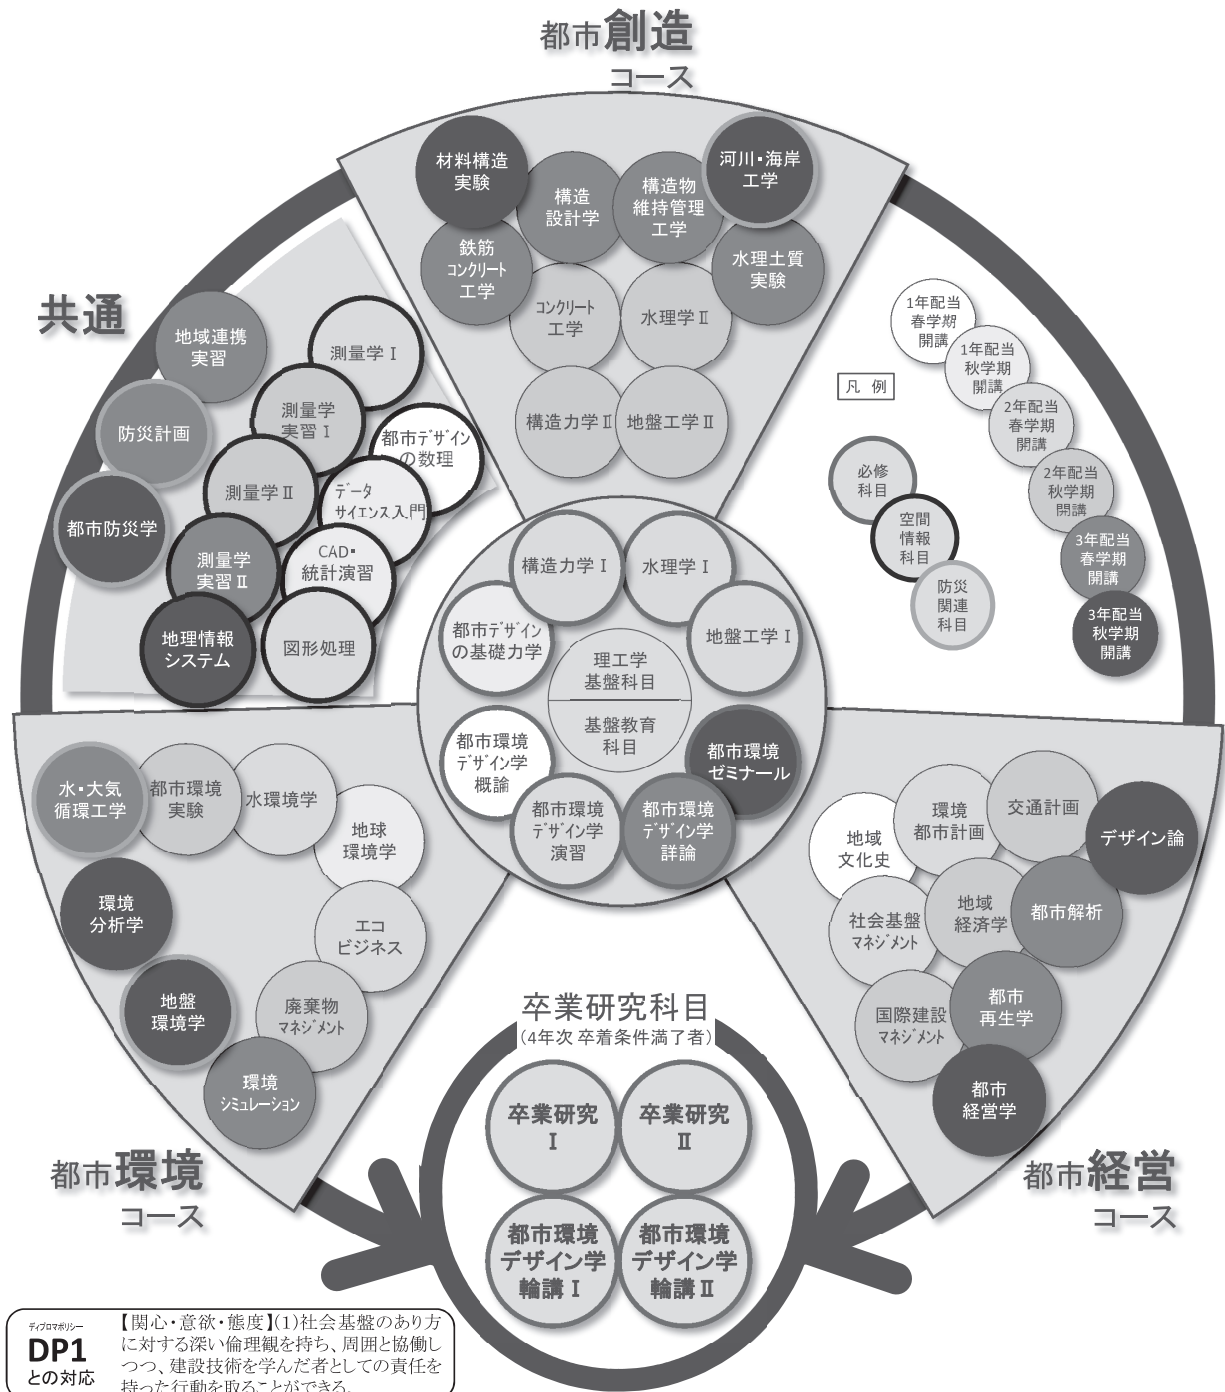 都市創造
コース
材料構造
実験
構造
設計学
構造物
維持管理
工学
河川・海岸
工学
鉄筋
コンクリート
工学
水理土質
実験
コンクリート
工学
水理学Ⅱ
構造力学Ⅱ
地盤工学Ⅱ
共通
地域連携
実習
測量学Ⅰ
防災計画
測量学
実習Ⅰ
都市デザイン
の数理
都市防災学
測量学Ⅱ
データ
サイエンス入門
測量学
実習Ⅱ
CAD・
統計演習
地理情報
システム
図形処理
凡 例
1年配当
春学期
開講
1年配当
秋学期
開講
2年配当
春学期
開講
2年配当
秋学期
開講
3年配当
春学期
開講
3年配当
秋学期
開講
必修
科目
空間
情報
科目
防災
関連
科目
構造力学Ⅰ
水理学Ⅰ
都市デザイン
の基礎力学
地盤工学Ⅰ
理工学
基盤科目
基盤教育
科目
都市環境
デザイン学
概論
都市環境
ゼミナール
都市環境
デザイン学
演習
都市環境
デザイン学
詳論
水・大気
循環工学
都市環境
実験
水環境学
地球
環境学
環境
分析学
エコ
ビジネス
地盤
環境学
廃棄物
マネジメント
環境
シミュレーション
都市環境
コース
地域
文化史
環境
都市計画
交通計画
デザイン論
社会基盤
マネジメント
地域
経済学
都市解析
国際建設
マネジメント
都市
再生学
都市
経営学
都市経営
コース
卒業研究科目
(4年次 卒着条件満了者)
卒業研究
Ⅰ
卒業研究
Ⅱ
都市環境
デザイン学
輪講Ⅰ
都市環境
デザイン学
輪講Ⅱ
ディプロマポリシー
DP1
との対応
【関心・意欲・態度】(1)社会基盤のあり方
に対する深い倫理観を持ち、周囲と協働し
つつ、建設技術を学んだ者としての責任を
持った行動を取ることができる。